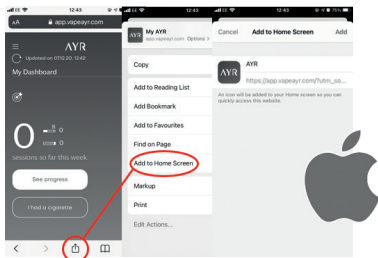 12:43
AA app.vapeayr.com
AYR
Updated on 07.12.20, 12:43
My Dashboard
0
0
0
sessions so far this week
See progress
I had a cigarette
12:43
My AYR
app.vapeayr.com Options >
Copy
Add to Reading List
Add Bookmark
Add to Favourites
Find on Page
Add to Home Screen
Markup
Print
Edit Actions...
12:43
75%
Cancel Add to Home Screen Add
AYR
AYR
https://app.vapeayr.com/?utm_so...
An icon will be added to your Home screen so you can
quickly access this website.